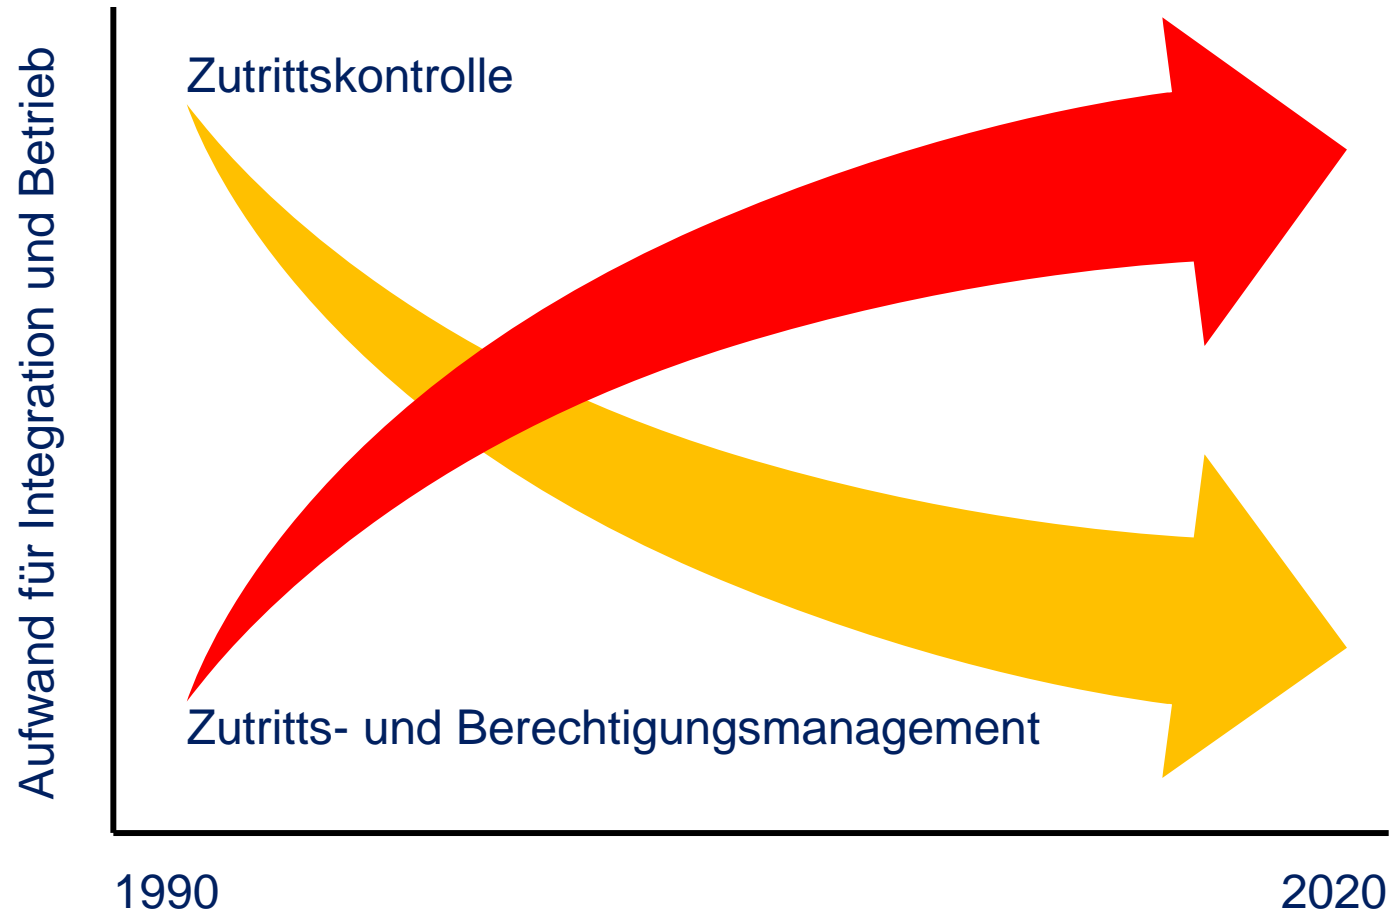 Aufwand für Integration und Betrieb
Zutrittskontrolle
Zutritts- und Berechtigungsmanagement
1990
2020